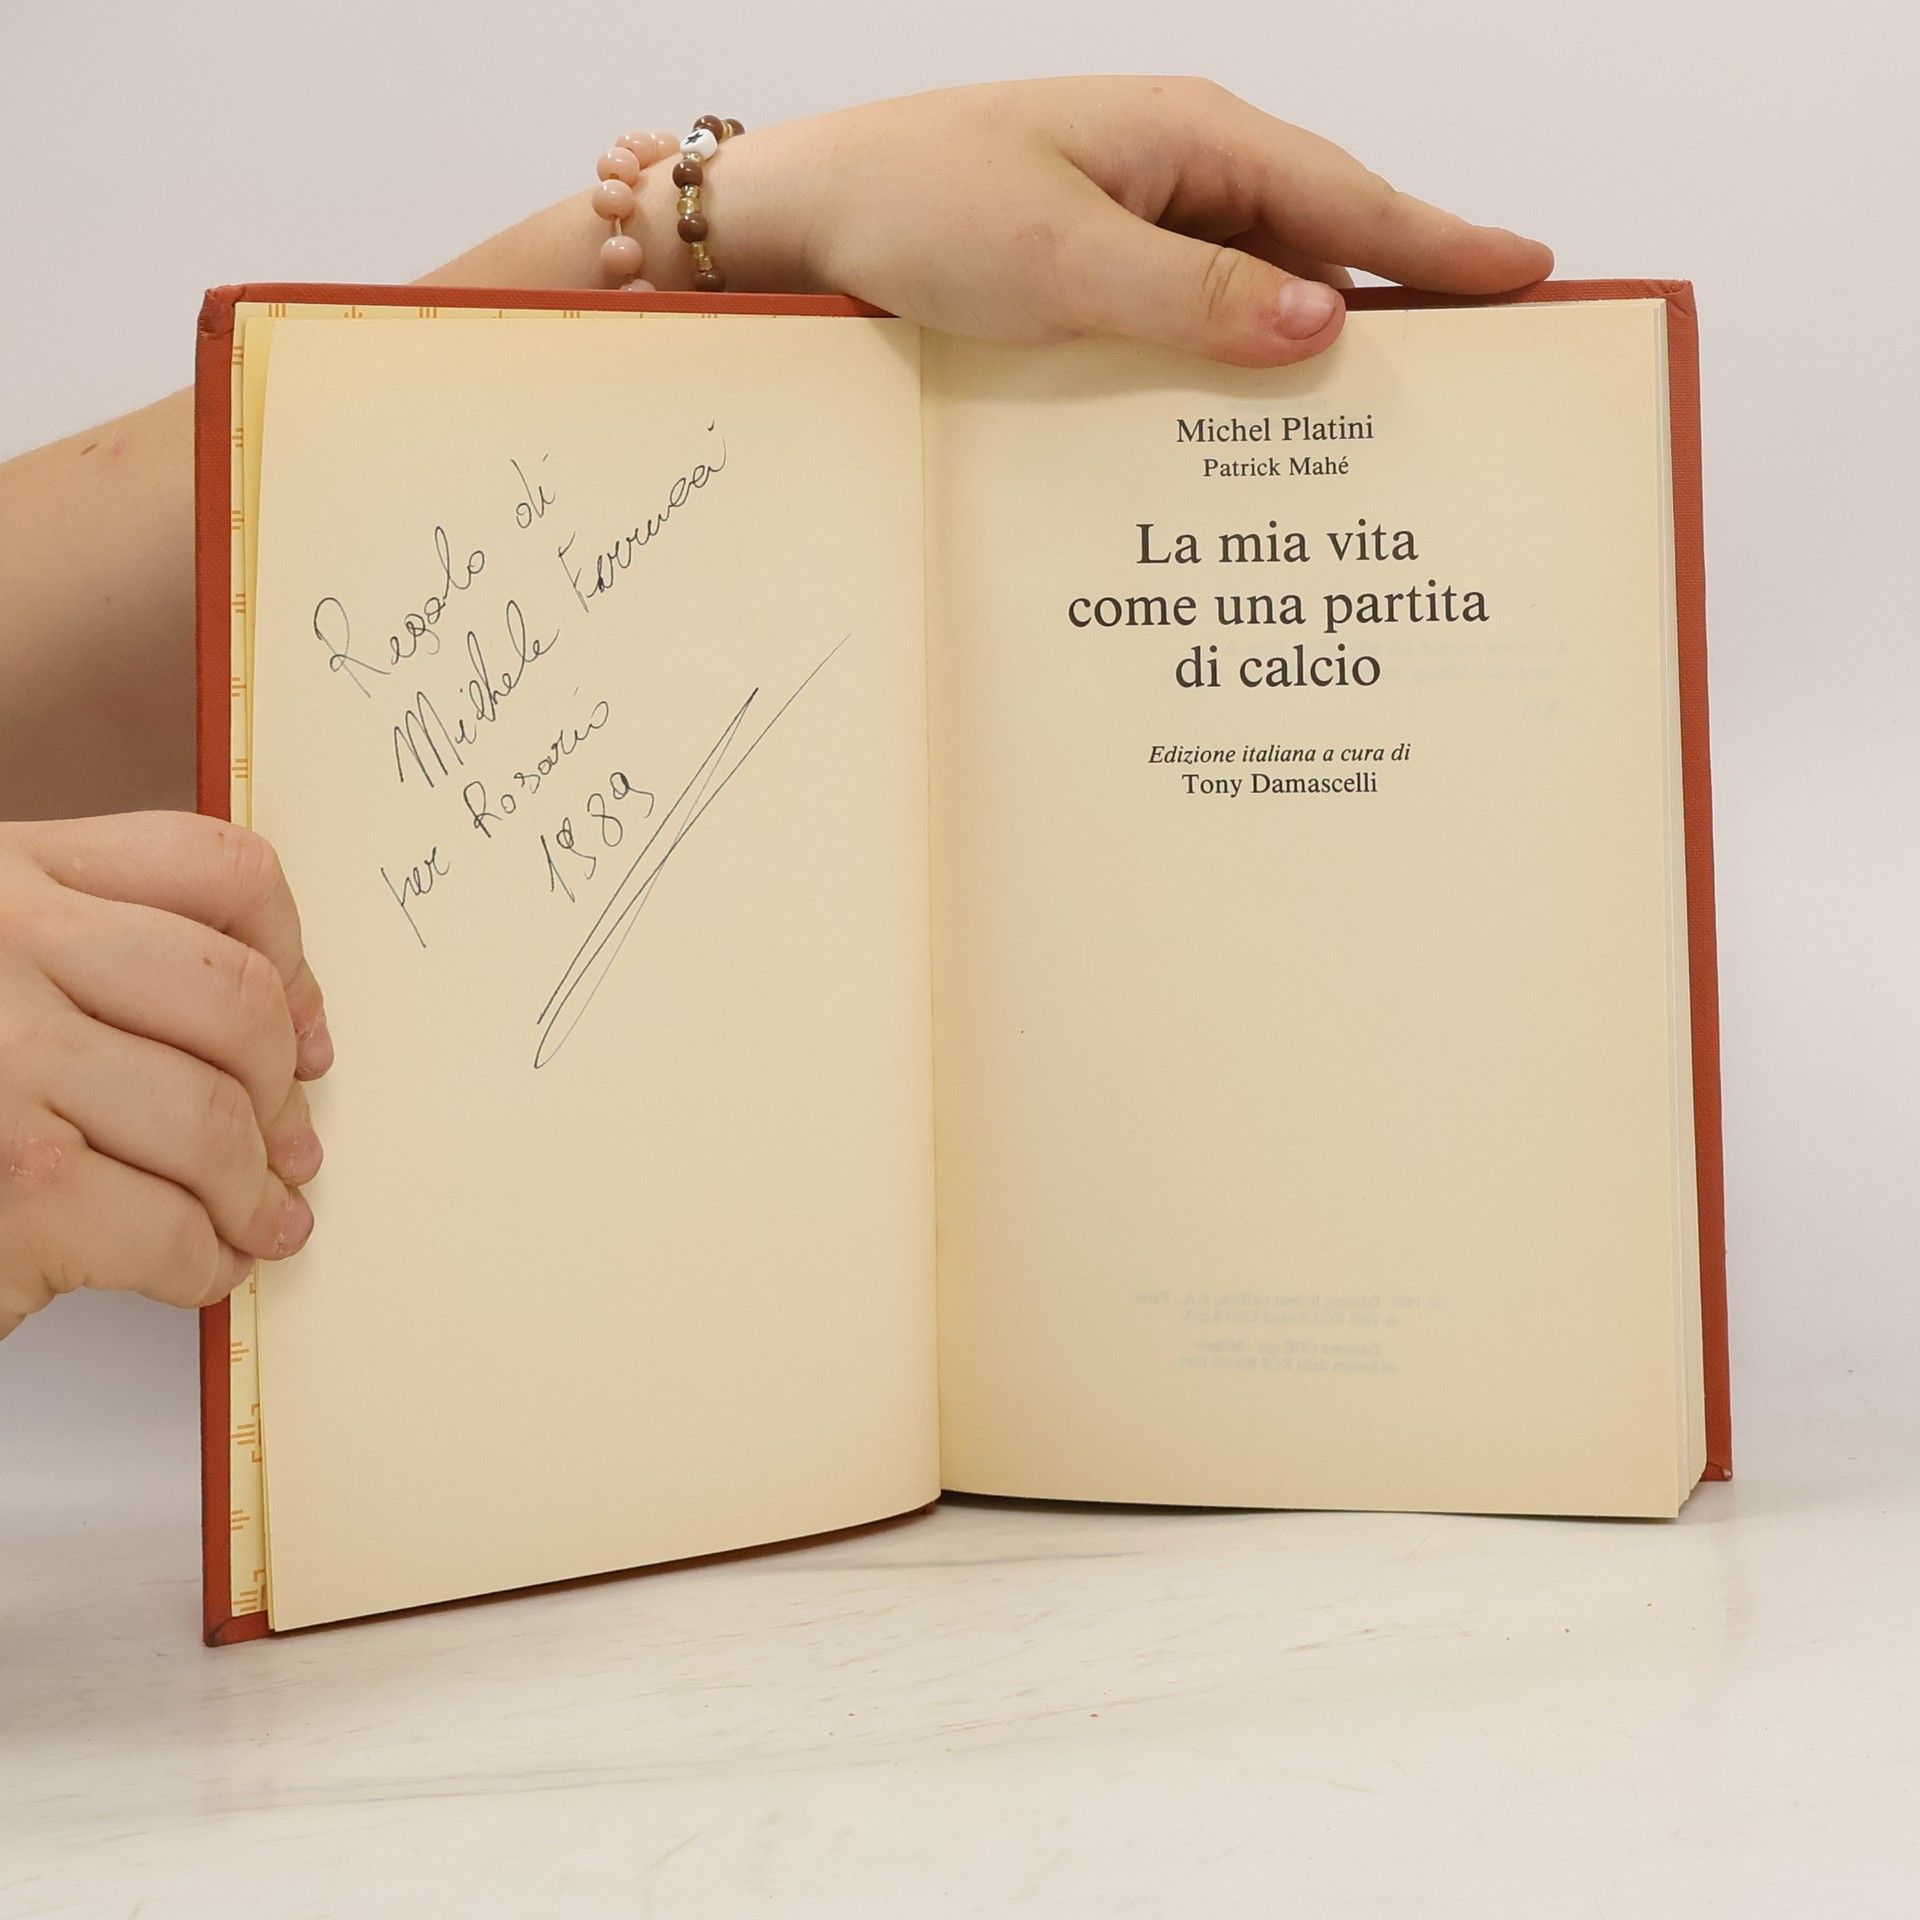 Regalo di
Michele Ferrucci
per Rosario
1989
Michel Platini
Patrick Mahé
La mia vita
come una partita
di calcio
Edizione italiana a cura di
Tony Damascelli